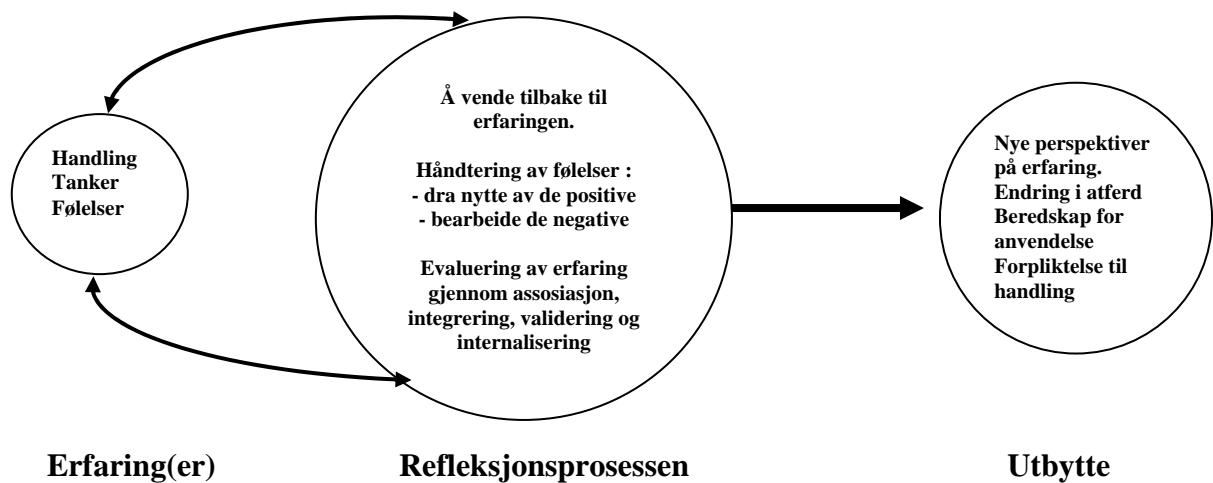 Handling
Tanker
Følelser
Å vende tilbake til
erfaringen.
Håndtering av følelser :
- dra nytte av de positive
- bearbeide de negative
Evaluering av erfaring
gjennom assosiasjon,
integrering, validering og
internalisering
Nye perspektiver
på erfaring.
Endring i atferd
Beredskap for
anvendelse
Forpliktelse til
handling
Erfaring(er)
Refleksjonsprosessen
Utbytte